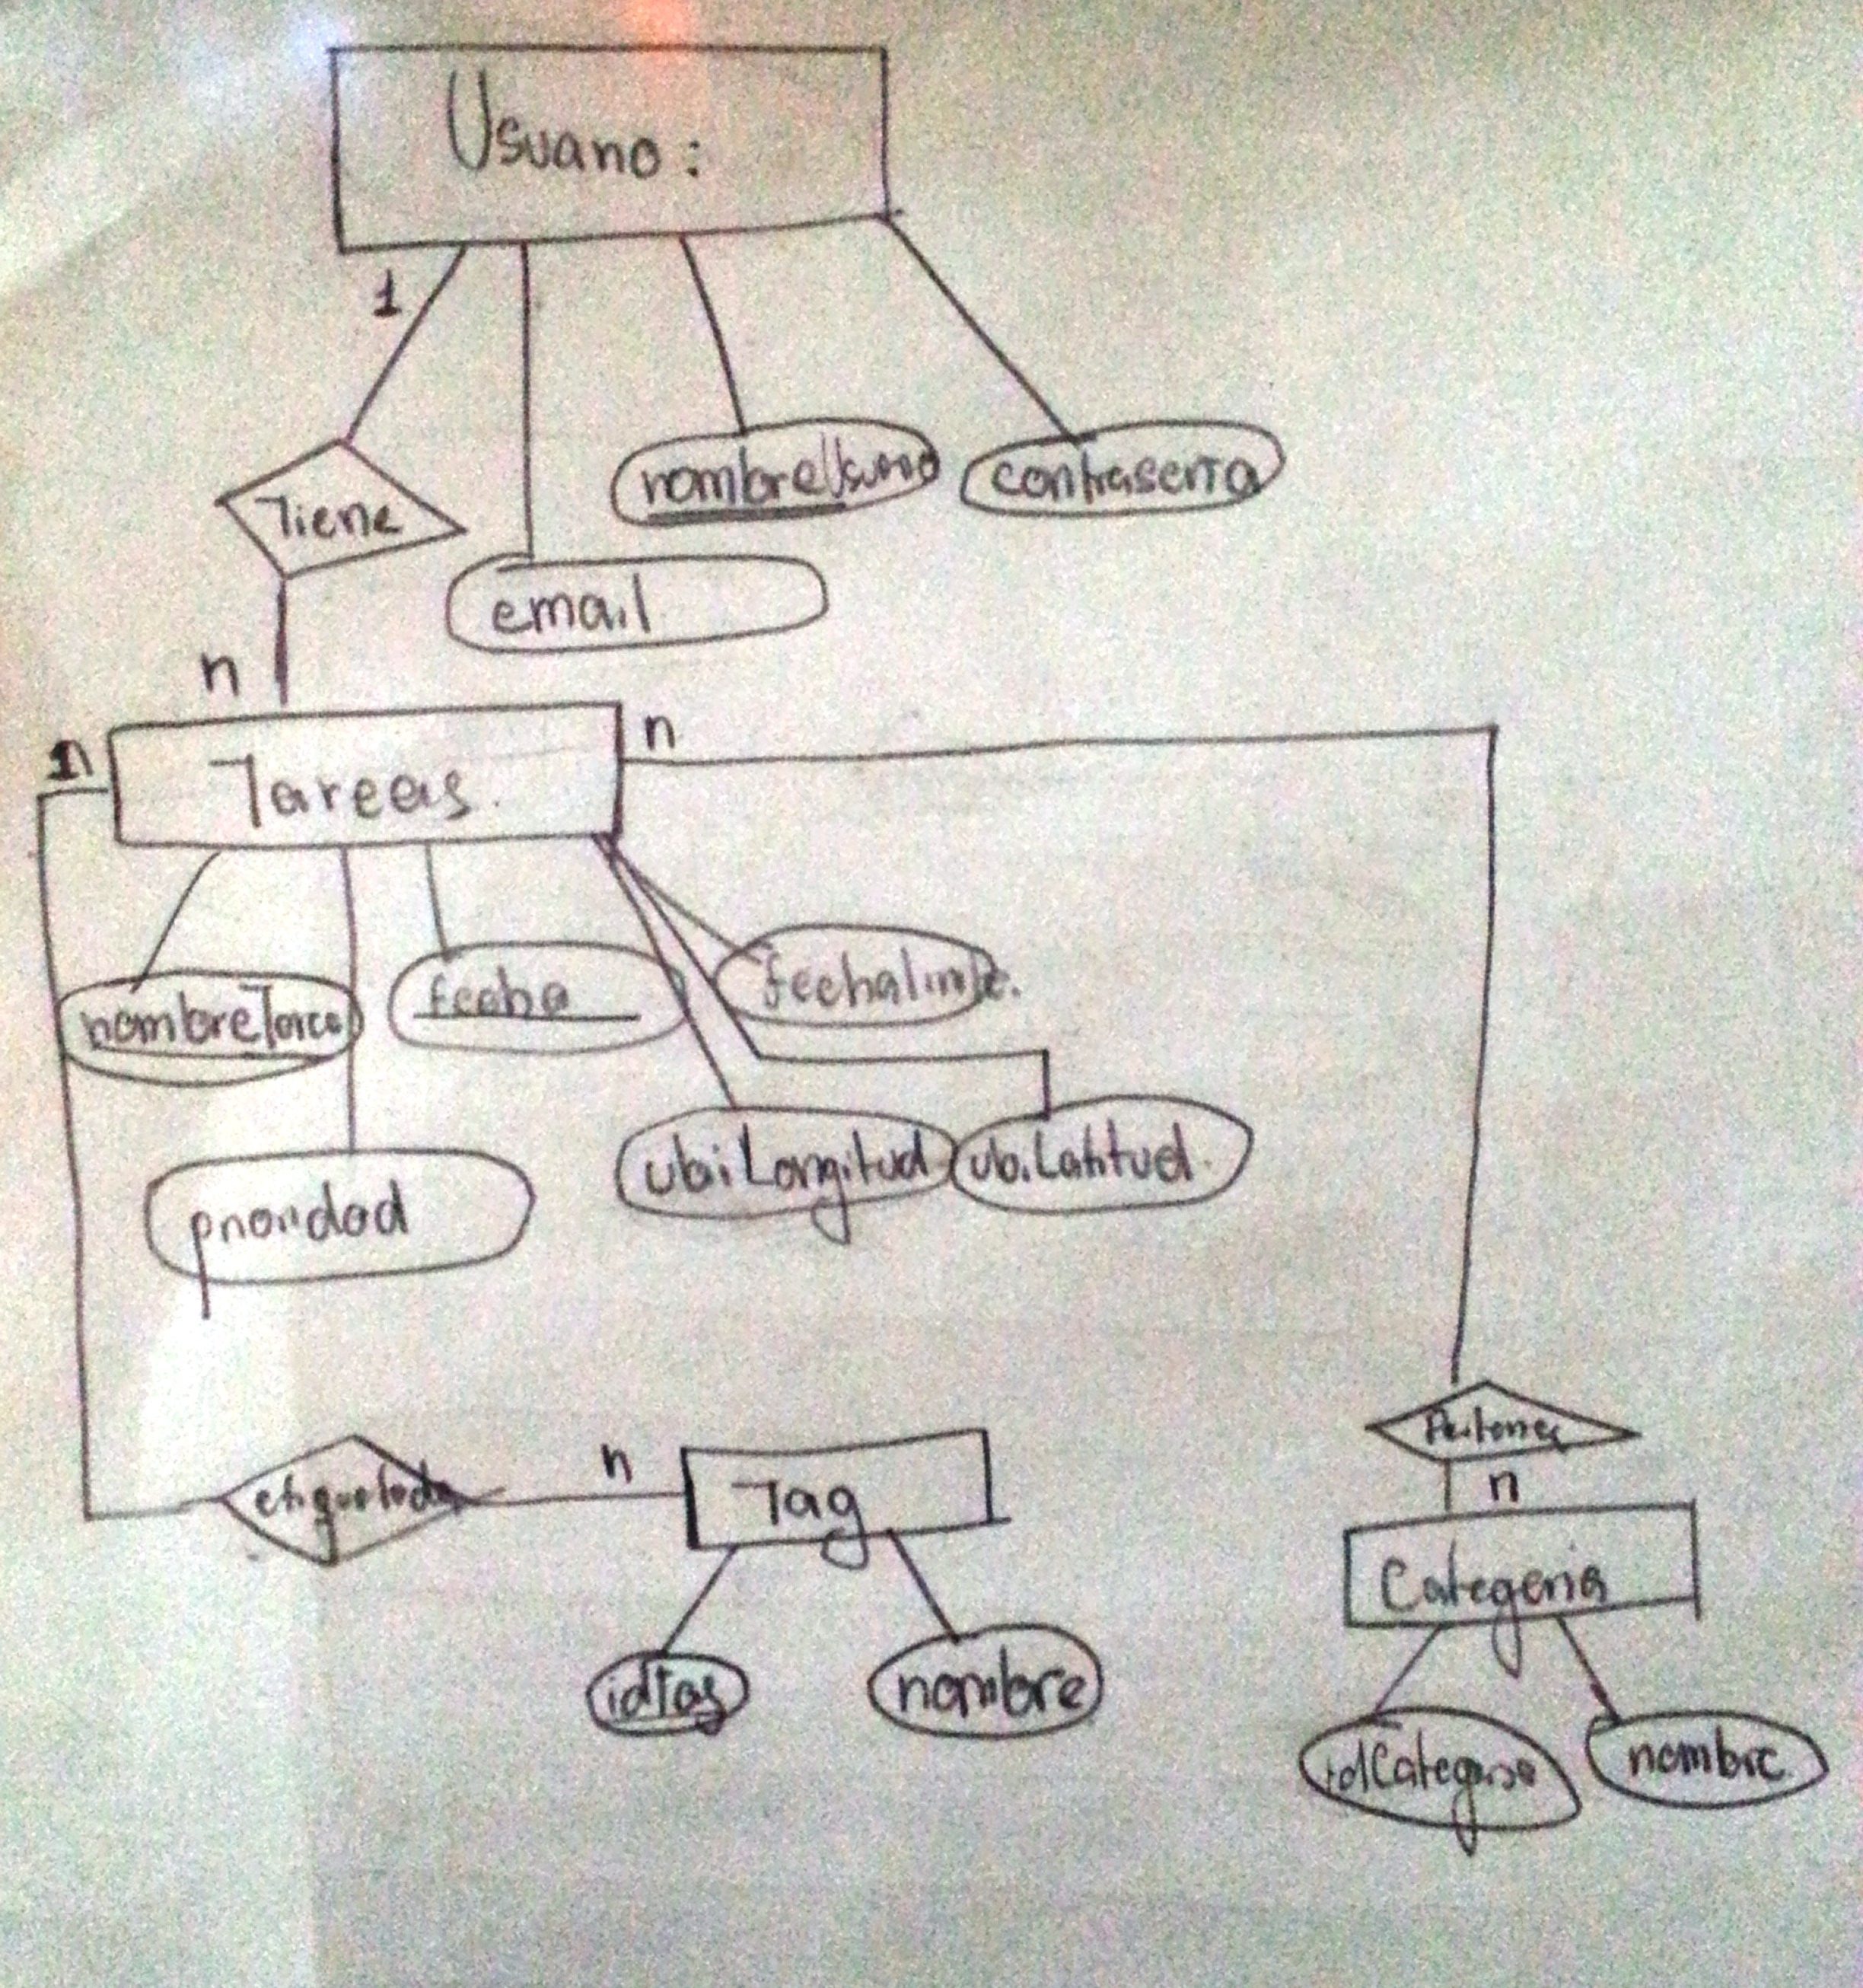 Usuario:
1
Tiene
nombreUsuario
contraseña
email
n
n
n
Tareas.
nombreTarea
fecha
fechalimite.
ubiLongitud
ubiLatitud.
prioridad
etiquetada
n
Tag
Pertenece
n
Categoria
idTag
nombre
idCategoria
nombre